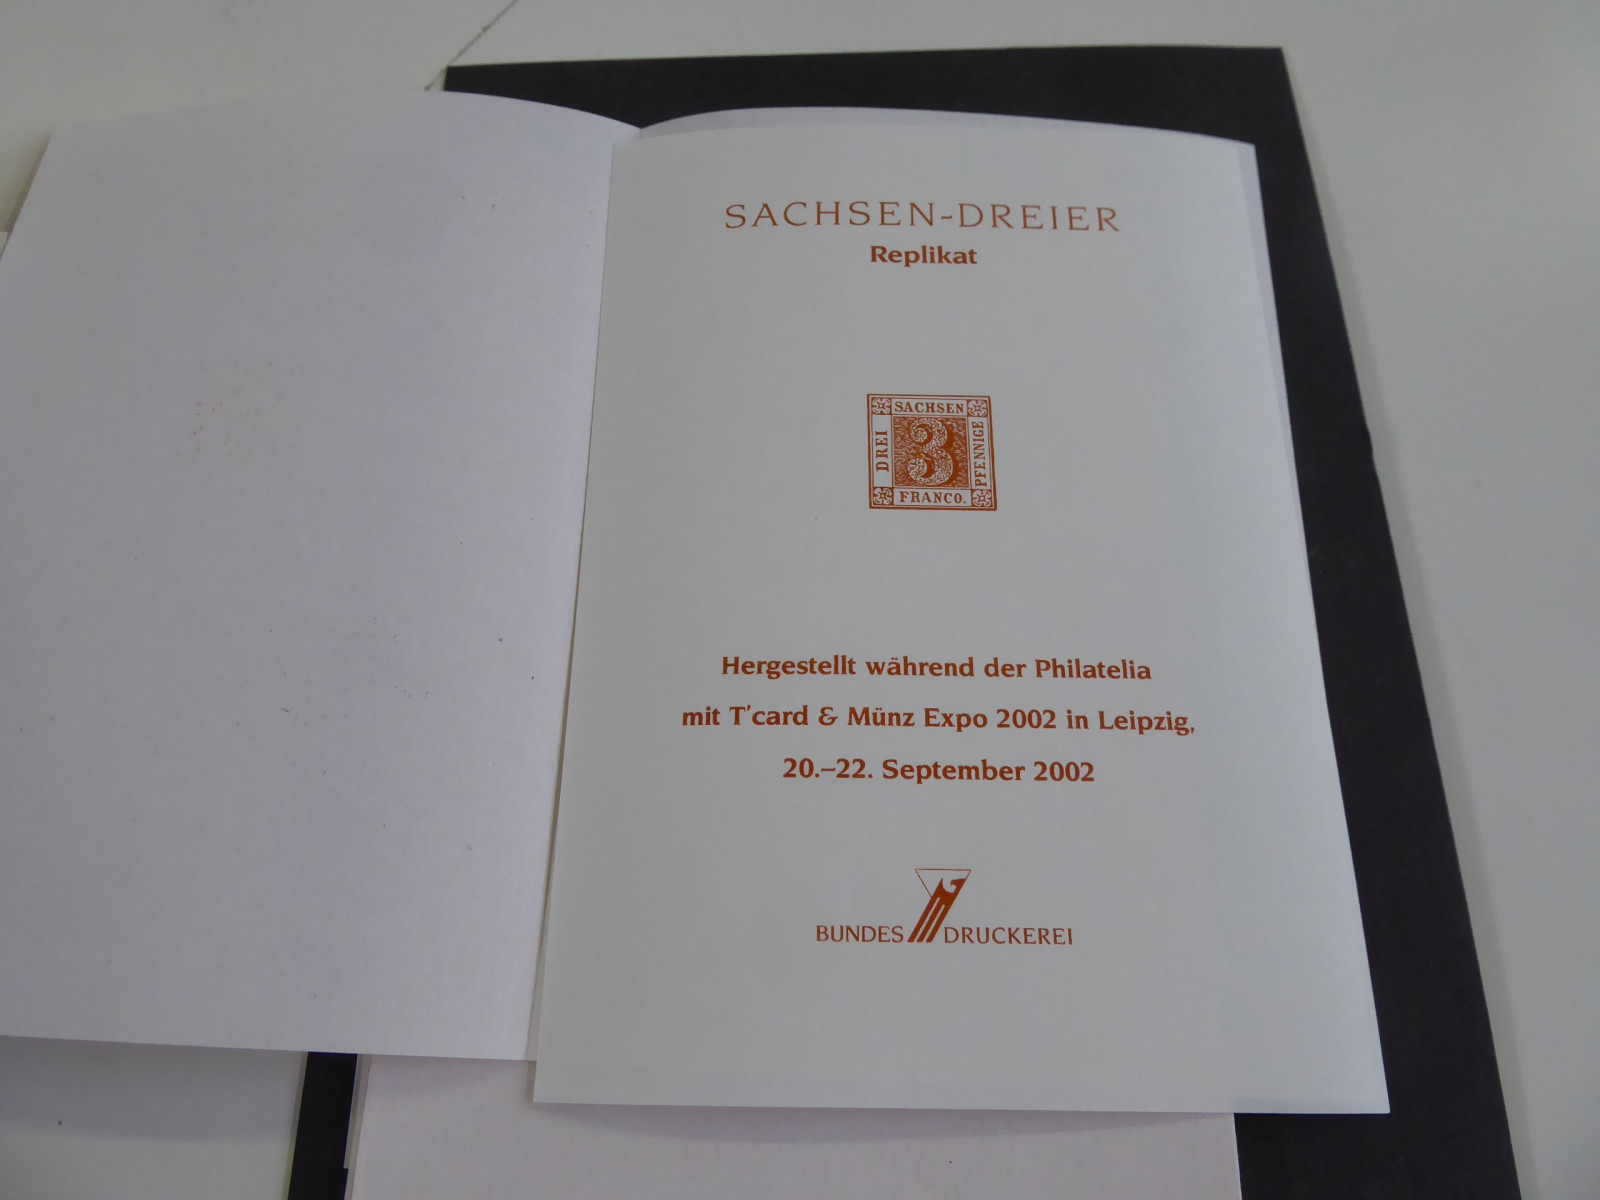 SACHSEN-DREIER
Replikat
SACHSEN
DREI
3
PFENNIGE
FRANCO.
Hergestellt während der Philatelia
mit T'card & Münz Expo 2002 in Leipzig,
20.–22. September 2002
BUNDES DRUCKEREI